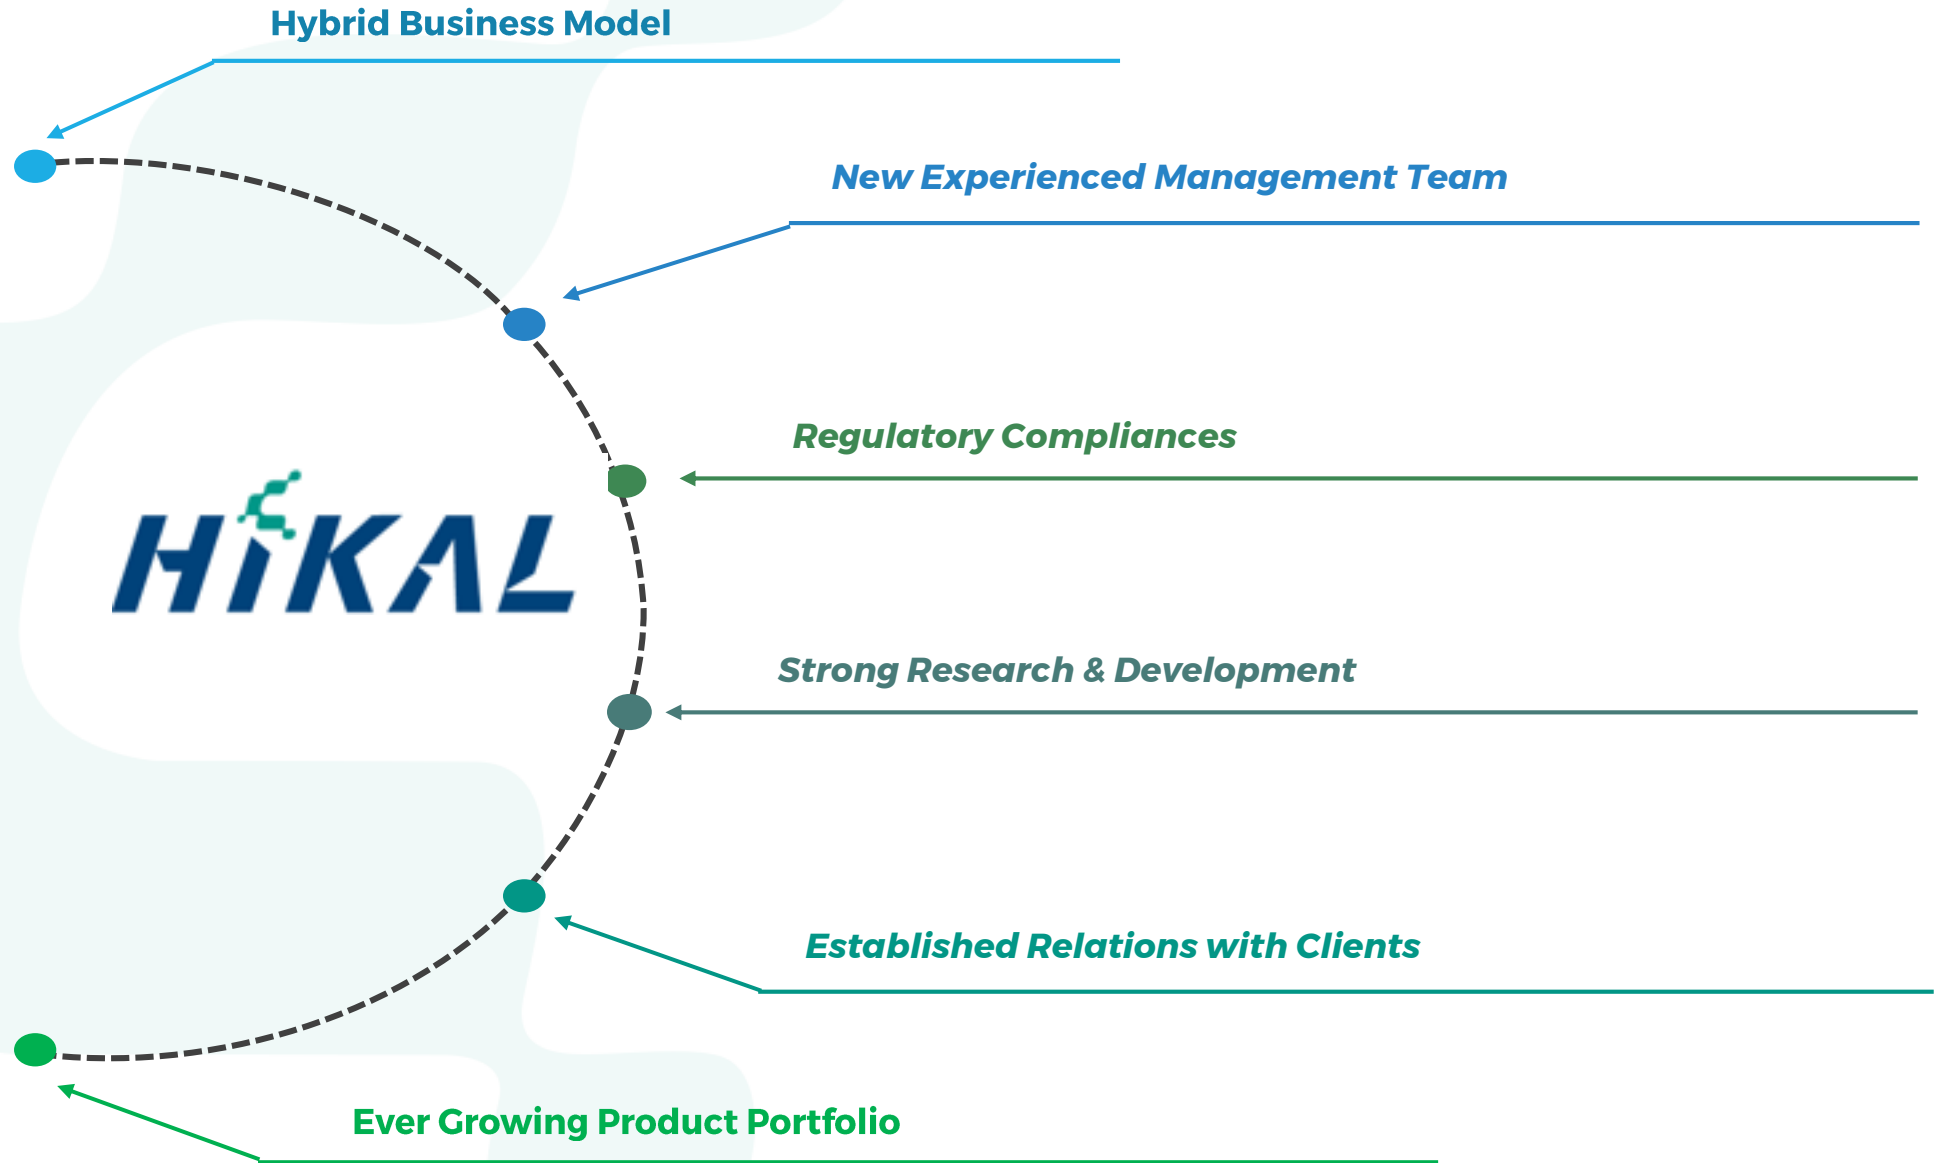 Hybrid Business Model
New Experienced Management Team
Regulatory Compliances
HiKAL
Strong Research & Development
Established Relations with Clients
Ever Growing Product Portfolio